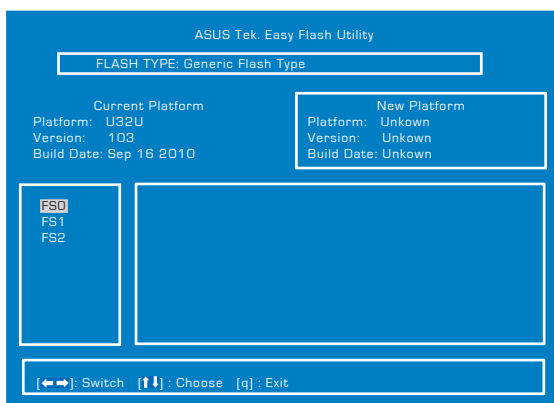 ASUS Tek. Easy Flash Utility
FLASH TYPE: Generic Flash Type
Current Platform
Platform: U32U
Version: 103
Build Date: Sep 16 2010
New Platform
Platform: Unkown
Version: Unkown
Build Date: Unkown
FS0
FS1
FS2
[←→]: Switch [↑↓] : Choose [q] : Exit